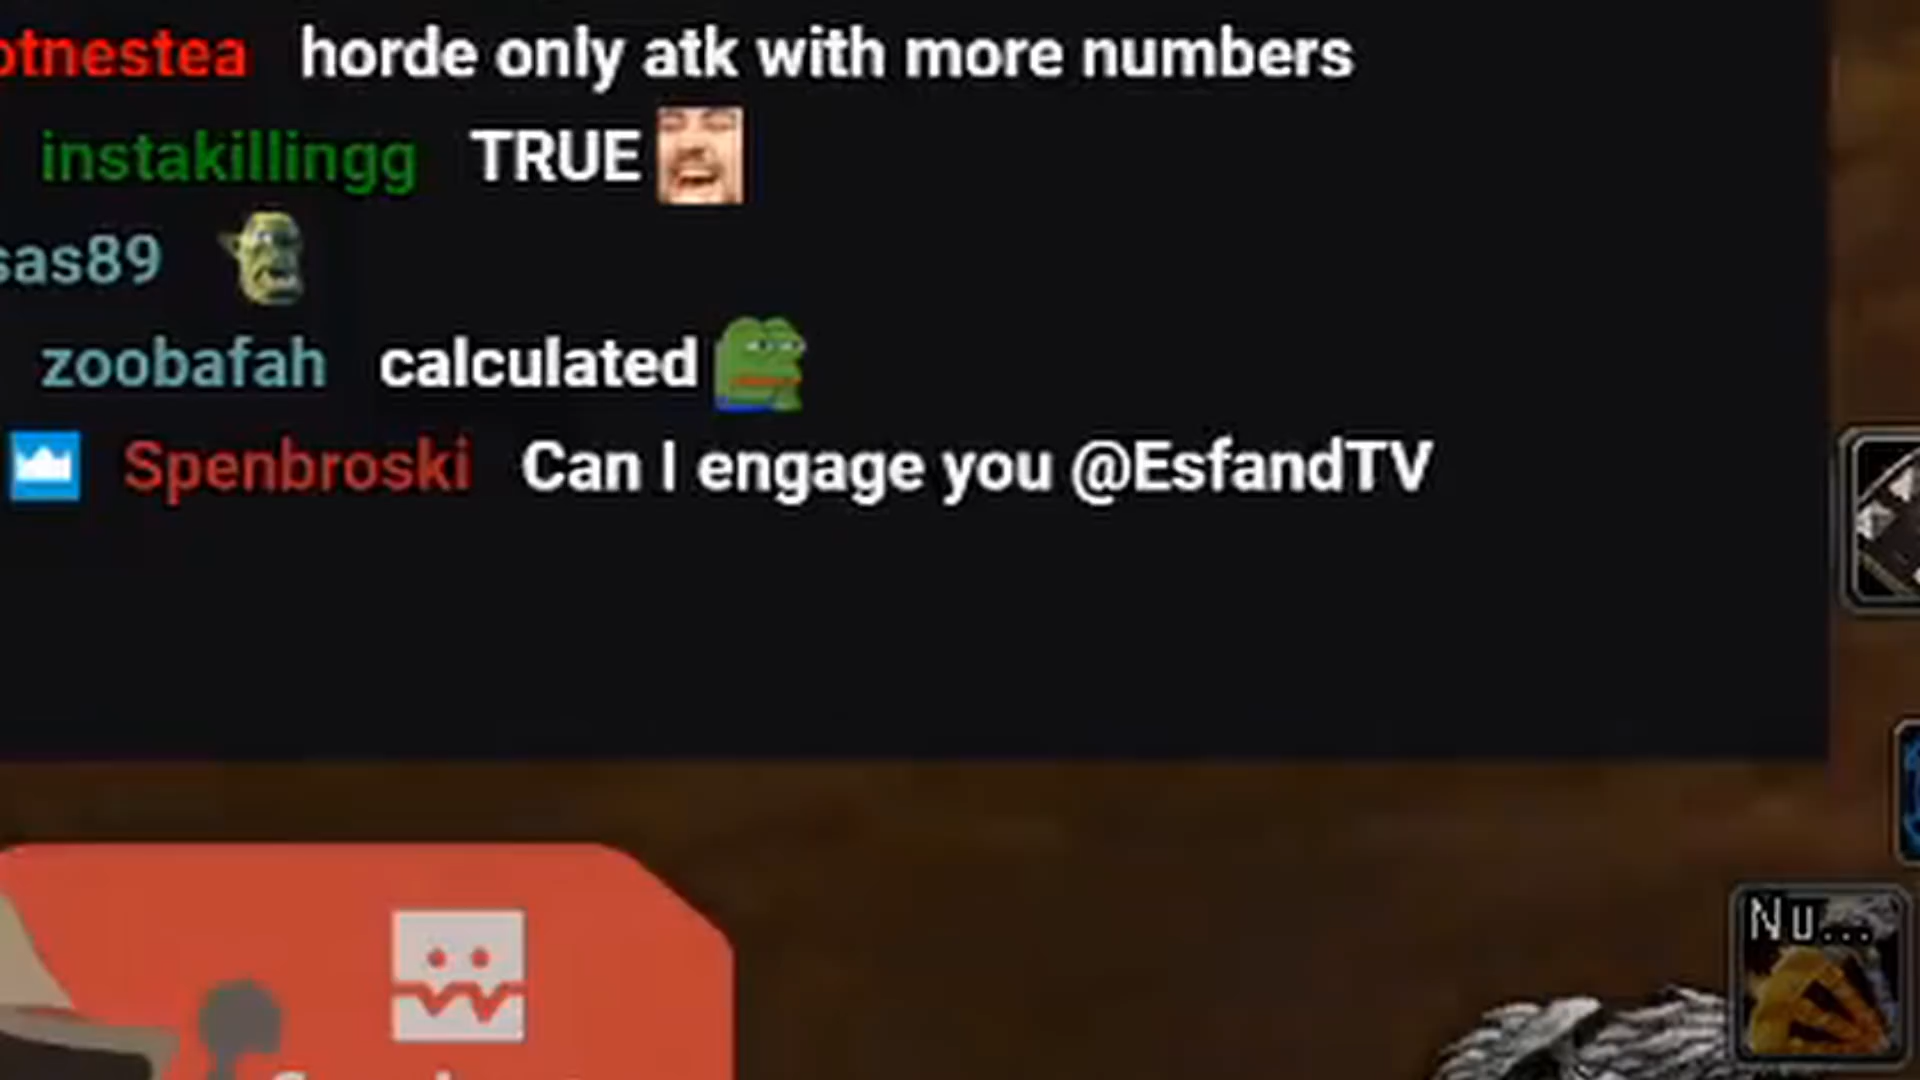 otnestea horde only atk with more numbers
instakillingg TRUE
sas89
zoobafah calculated
Spenbroski Can I engage you @EsfandTV
Nu...